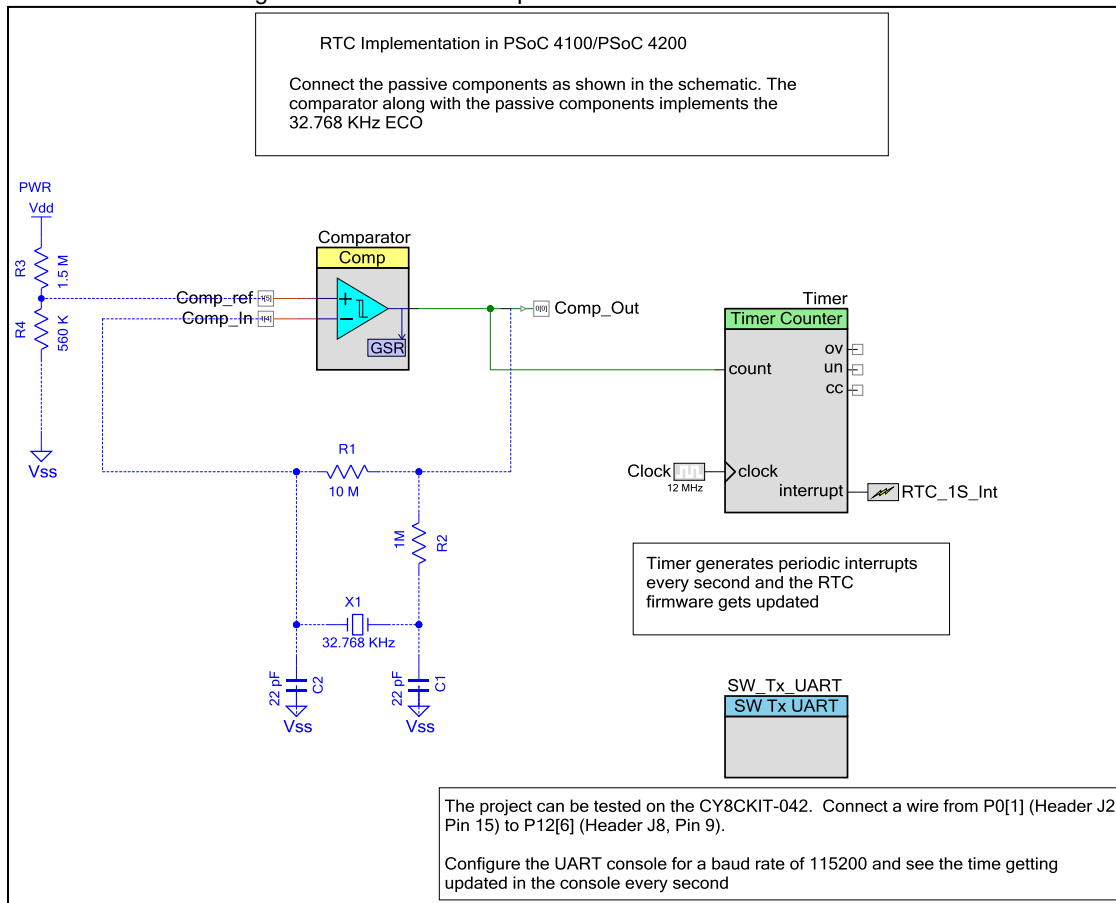 RTC Implementation in PSoC 4100/PSoC 4200
Connect the passive components as shown in the schematic. The
comparator along with the passive components implements the
32.768 KHz ECO
PWR
Vdd
R3
1.5 M
R4
560 K
Vss
Comparator
Comp
Comp_ref
1[5]
Comp_In
1[4]
+
−
GSR
0[0]
Comp_Out
Timer
Timer Counter
ov
un
cc
count
Clock
12 MHz
clock
interrupt
RTC_1S_Int
R1
10 M
1M
R2
X1
32.768 KHz
22 pF
C2
Vss
22 pF
C1
Vss
Timer generates periodic interrupts
every second and the RTC
firmware gets updated
SW_Tx_UART
SW Tx UART
The project can be tested on the CY8CKIT-042. Connect a wire from P0[1] (Header J2
Pin 15) to P12[6] (Header J8, Pin 9).
Configure the UART console for a baud rate of 115200 and see the time getting
updated in the console every second